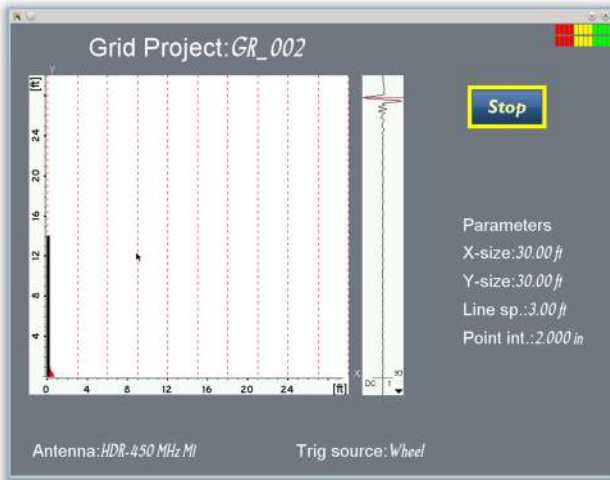 Grid Project:GR_002
Y
[ft]
24
20
16
12
8
4
0 4 8 12 16 20 24 [ft]
X
DC 1
Stop
Parameters
X-size:30.00 ft
Y-size:30.00 ft
Line sp.:3.00 ft
Point int.:2.000 in
Antenna:HDR-450 MHz MI
Trig source:Wheel